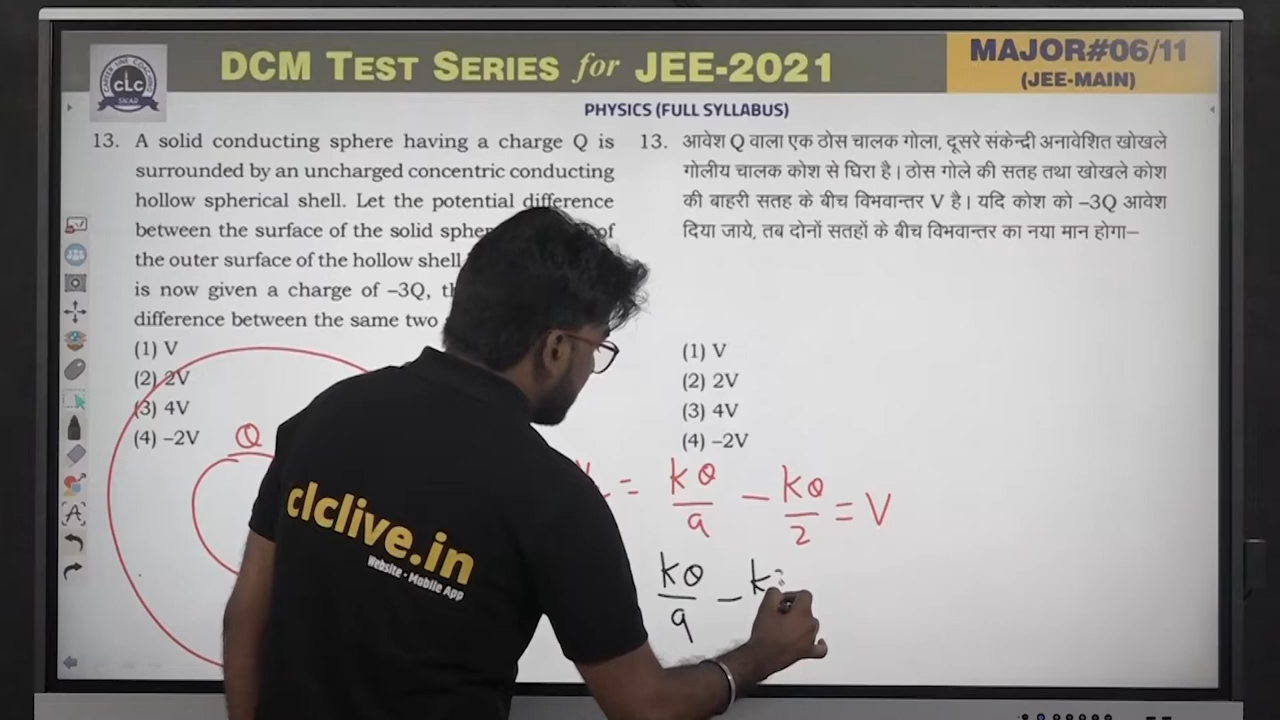 DCM TEST SERIES for JEE-2021
MAJOR#06/11
(JEE-MAIN)
CLC
SIKAR
PHYSICS (FULL SYLLABUS)
13. A solid conducting sphere having a charge Q is
surrounded by an uncharged concentric conducting
hollow spherical shell. Let the potential difference
between the surface of the solid of
the outer surface of the hollow shell
is now given a charge of –3Q,
difference between the same two
(1) V
(2) 2V
(3) 4V
(4) –2V
13. आवेश Q वाला एक ठोस चालक गोला, दूसरे संकेन्द्री अनावेशित खोखले
गोलीय चालक कोश से घिरा है। ठोस गोले की सतह तथा खोखले कोश
की बाहरी सतह के बीच विभवान्तर V है। यदि कोश को –3Q आवेश
दिया जाये, तब दोनों सतहों के बीच विभवान्तर का नया मान होगा–
(1) V
(2) 2V
(3) 4V
(4) –2V
Q
= kQ/a – kQ/2 = V
kQ/a – k
clclive.in
Website • Mobile App